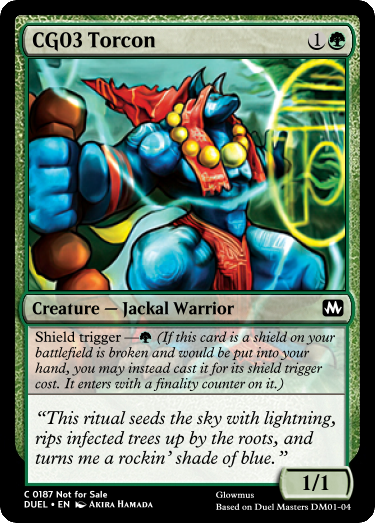 CG03 Torcon 1
Creature — Jackal Warrior
Shield trigger — (If this card is a shield on your
battlefield is broken and would be put into your
hand, you may instead cast it for its shield trigger
cost. It enters with a finality counter on it.)
“This ritual seeds the sky with lightning,
rips infected trees up by the roots, and
turns me a rockin’ shade of blue.”
1/1
C 0187 Not for Sale
DUEL • EN Akira Hamada
Glowmus
Based on Duel Masters DM01-04